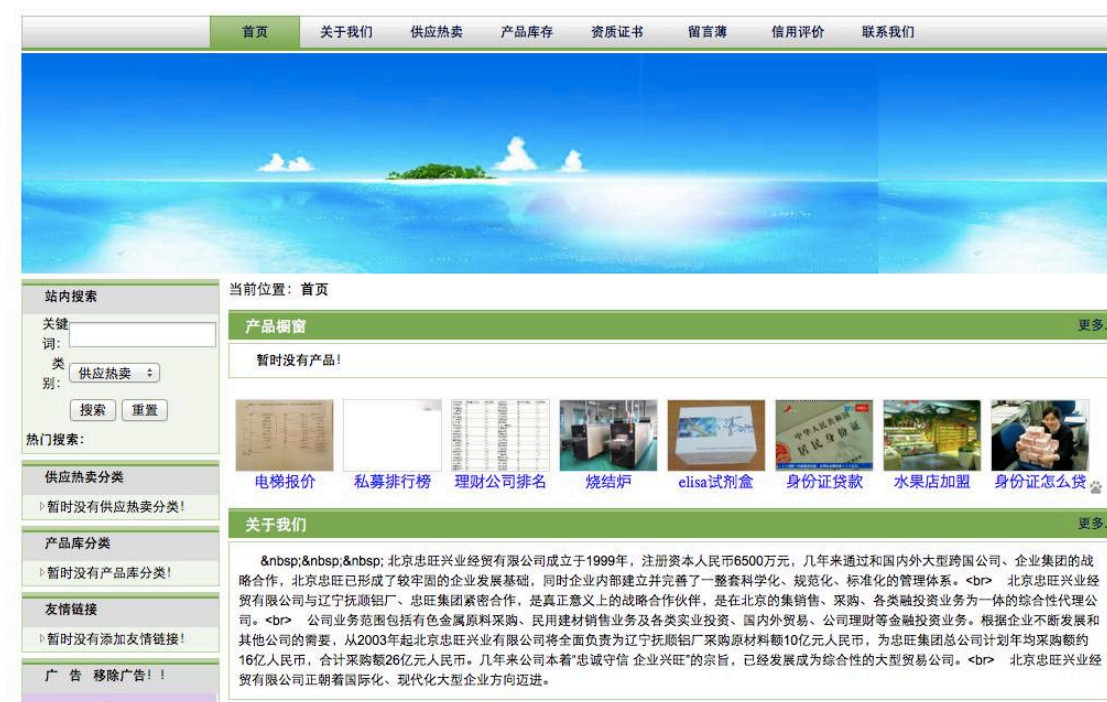 首页 关于我们 供应热卖 产品库存 资质证书 留言薄 信用评价 联系我们
站内搜索
关键词:
类别: 供应热卖
搜索 重置
热门搜索:
供应热卖分类
暂时没有供应热卖分类!
产品库分类
暂时没有产品库分类!
友情链接
暂时没有添加友情链接!
广 告 移除广告!!
当前位置: 首页
产品橱窗 更多
暂时没有产品!
中华人民共和国
居民身份证
电梯报价 私募排行榜 理财公司排名 烧结炉 elisa试剂盒 身份证贷款 水果店加盟 身份证怎么贷
关于我们 更多
&nbsp;&nbsp;&nbsp; 北京忠旺兴业经贸有限公司成立于1999年，注册资本人民币6500万元，几年来通过和国内外大型跨国公司、企业集团的战
略合作，北京忠旺已形成了较牢固的企业发展基础，同时企业内部建立并完善了一整套科学化、规范化、标准化的管理体系。<br> 北京忠旺兴业经
贸有限公司与辽宁抚顺铝厂、忠旺集团紧密合作，是真正意义上的战略合作伙伴，是在北京的集销售、采购、各类融投资业务为一体的综合性代理公
司。<br> 公司业务范围包括有色金属原料采购、民用建材销售业务及各类实业投资、国内外贸易、公司理财等金融投资业务。根据企业不断发展和
其他公司的需要，从2003年起北京忠旺兴业有限公司将全面负责为辽宁抚顺铝厂采购原材料额10亿元人民币，为忠旺集团总公司计划年均采购额约
16亿人民币，合计采购额26亿元人民币。几年来公司本着“忠诚守信 企业兴旺”的宗旨，已经发展成为综合性的大型贸易公司。<br> 北京忠旺兴业经
贸有限公司正朝着国际化、现代化大型企业方向迈进。